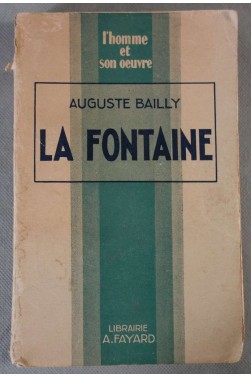 l'homme
et
son oeuvre
AUGUSTE BAILLY
LA FONTAINE
LIBRAIRIE
A. FAYARD